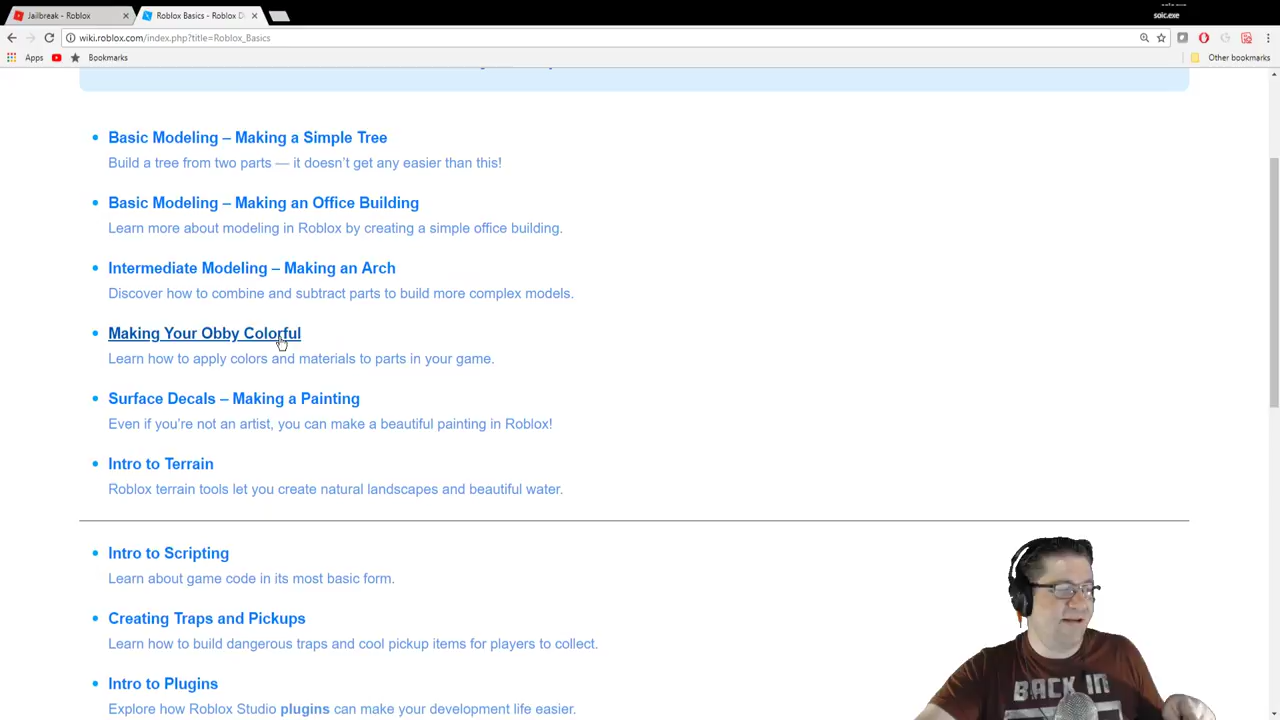 soic.exe
Jailbreak - Roblox
Roblox Basics - Roblox D
wiki.roblox.com/index.php?title=Roblox_Basics
Apps
Bookmarks
Other bookmarks
Basic Modeling – Making a Simple Tree
Build a tree from two parts — it doesn’t get any easier than this!
Basic Modeling – Making an Office Building
Learn more about modeling in Roblox by creating a simple office building.
Intermediate Modeling – Making an Arch
Discover how to combine and subtract parts to build more complex models.
Making Your Obby Colorful
Learn how to apply colors and materials to parts in your game.
Surface Decals – Making a Painting
Even if you’re not an artist, you can make a beautiful painting in Roblox!
Intro to Terrain
Roblox terrain tools let you create natural landscapes and beautiful water.
Intro to Scripting
Learn about game code in its most basic form.
Creating Traps and Pickups
Learn how to build dangerous traps and cool pickup items for players to collect.
Intro to Plugins
Explore how Roblox Studio plugins can make your development life easier.
BACK IN